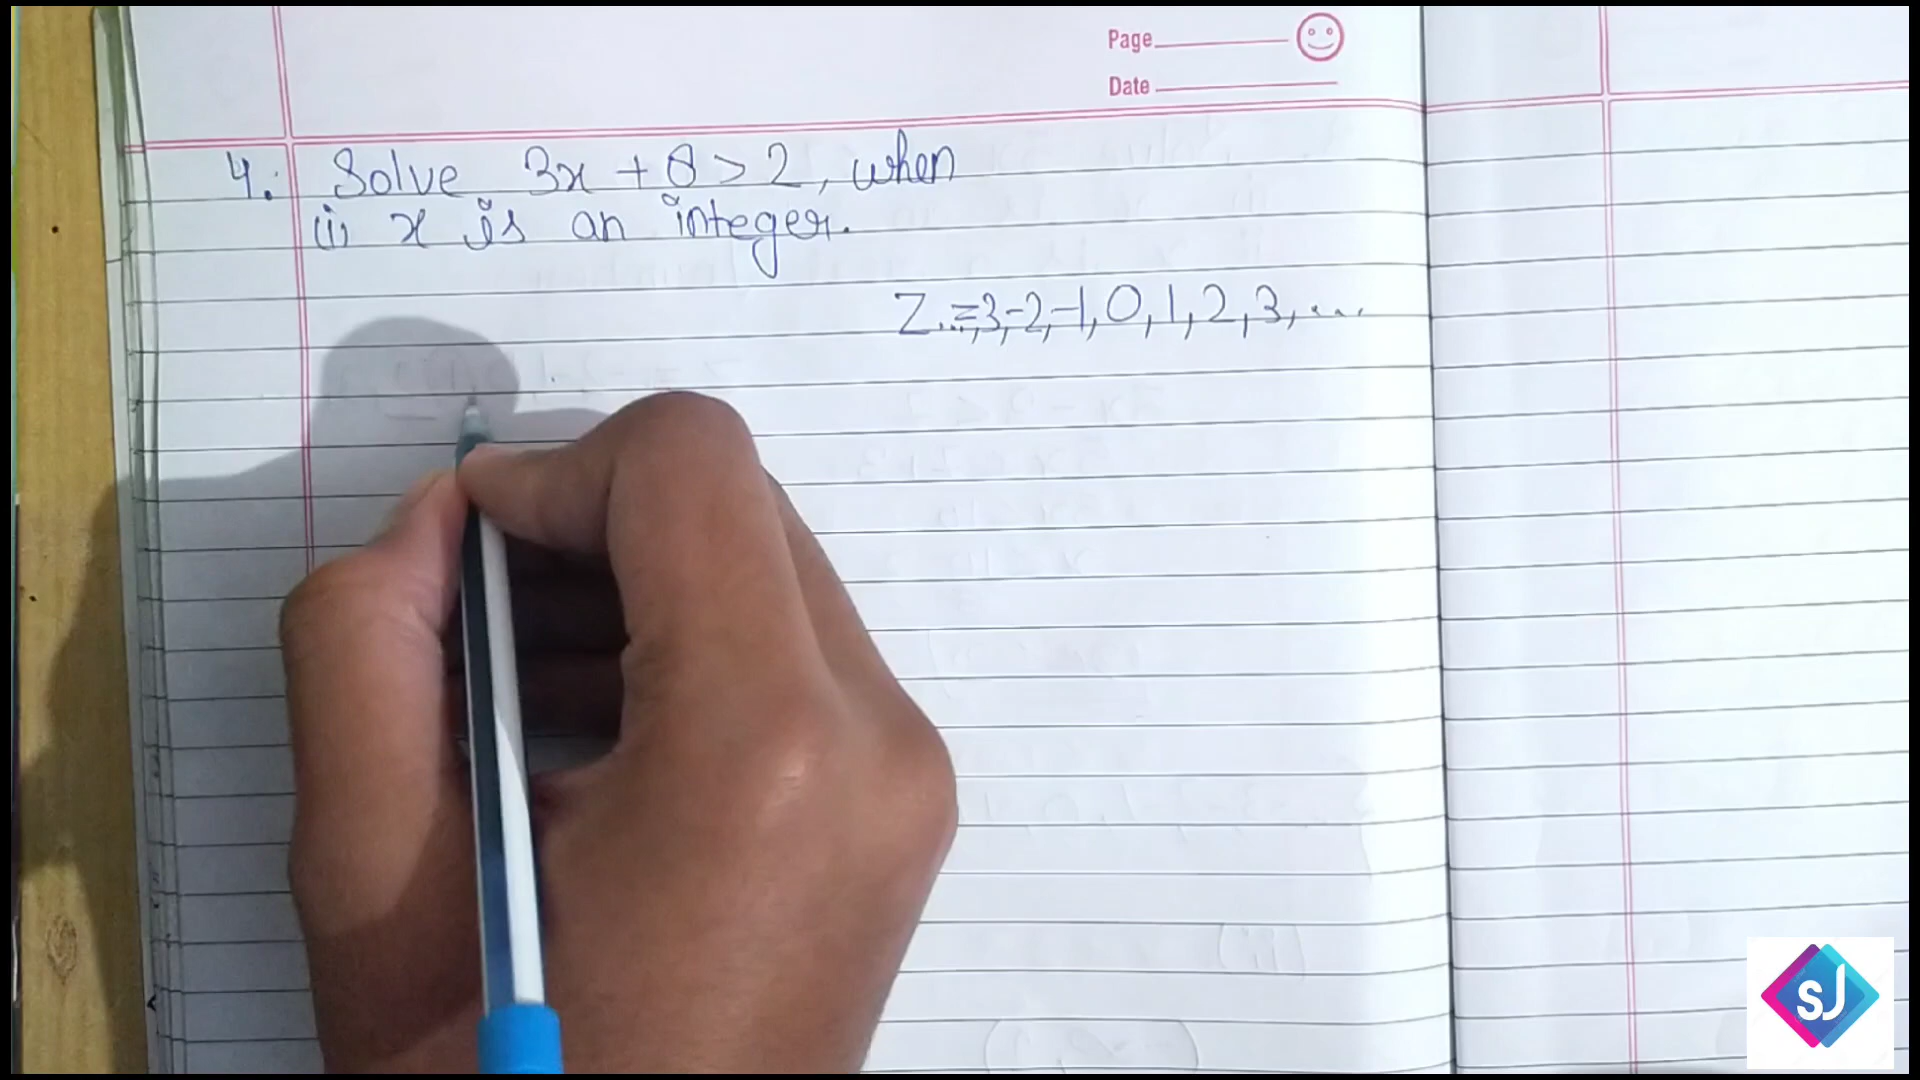 Page
Date
4. Solve 3x + 8 > 2, when
(i) x is an integer.
Z = ..., -3, -2, -1, 0, 1, 2, 3, ...
SJ